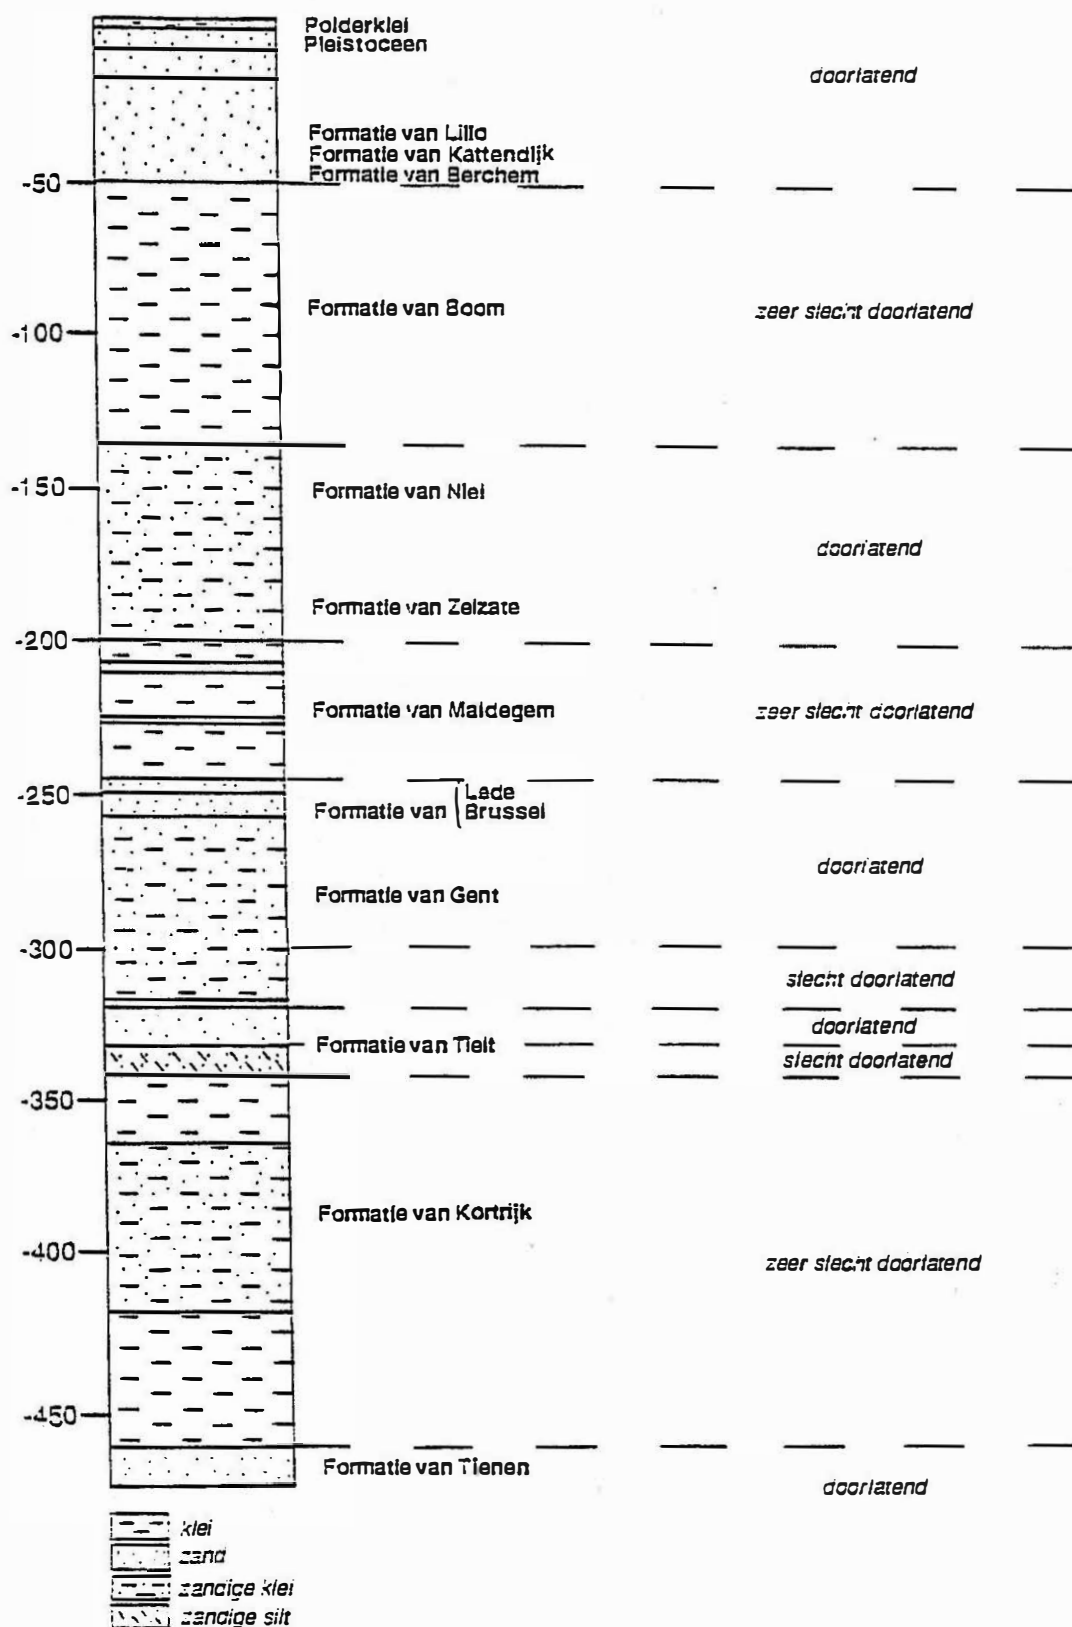 Polderklei
Pleistoceen
doorlatend
Formatie van Lillo
Formatie van Kattendijk
Formatie van Berchem
-50
Formatie van Boom
zeer slecht doorlatend
-100
-150
Formatie van Niel
doorlatend
Formatie van Zelzate
-200
Formatie van Maldegem
zeer slecht doorlatend
-250
Formatie van
Lede
Brussel
doorlatend
Formatie van Gent
-300
slecht doorlatend
doorlatend
Formatie van Tielt
slecht doorlatend
-350
Formatie van Kortrijk
-400
zeer slecht doorlatend
-450
Formatie van Tienen
doorlatend
klei
zand
zandige klei
zandige silt